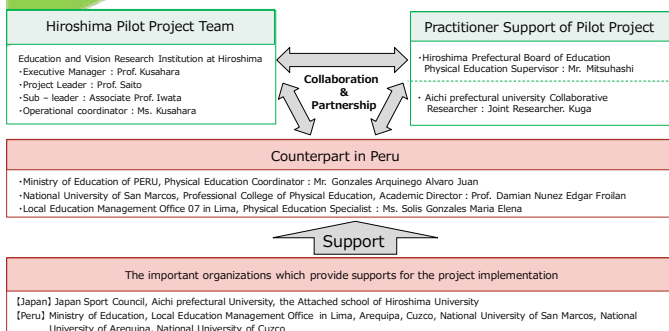 Hiroshima Pilot Project Team
Education and Vision Research Institution at Hiroshima
・Executive Manager : Prof. Kusahara
・Project Leader : Prof. Saito
・Sub – leader : Associate Prof. Iwata
・Operational coordinator : Ms. Kusahara
Collaboration
&
Partnership
Practitioner Support of Pilot Project
・Hiroshima Prefectural Board of Education
Physical Education Supervisor : Mr. Mitsuhashi
・ Aichi prefectural university Collaborative
Researcher : Joint Researcher. Kuga
Counterpart in Peru
・Ministry of Education of PERU, Physical Education Coordinator : Mr. Gonzales Arquinego Alvaro Juan
・National University of San Marcos, Professional College of Physical Education, Academic Director : Prof. Damian Nunez Edgar Froilan
・Local Education Management Office 07 in Lima, Physical Education Specialist : Ms. Solis Gonzales Maria Elena
Support
The important organizations which provide supports for the project implementation
【Japan】 Japan Sport Council, Aichi prefectural University, the Attached school of Hiroshima University
【Peru】 Ministry of Education, Local Education Management Office in Lima, Arequipa, Cuzco, National University of San Marcos, National
University of Arequipa, National University of Cuzco